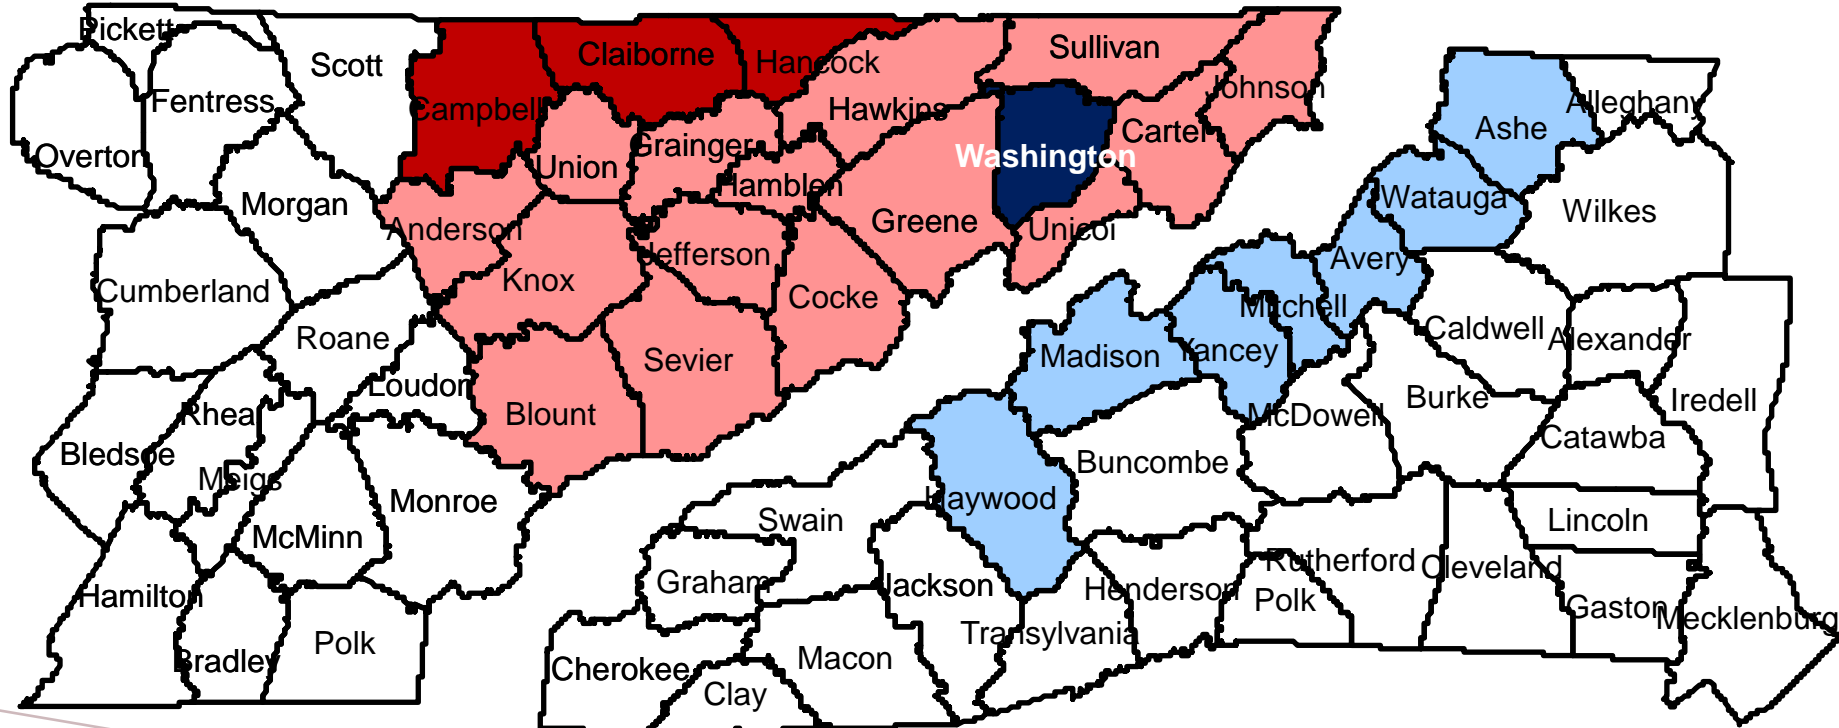 Pickett
Scott
Fentress
Overton
Campbell
Claiborne
Hancock
Sullivan
Johnson
Hawkins
Carter
Washington
Union
Grainger
Hamblen
Morgan
Anderson
Greene
Unicoi
Jefferson
Knox
Cocke
Cumberland
Roane
Sevier
Loudon
Blount
Rhea
Bledsoe
Meigs
Monroe
McMinn
Hamilton
Bradley
Polk
Ashe
Alleghany
Watauga
Wilkes
Avery
Mitchell
Madison
Yancey
Caldwell
Alexander
McDowell
Burke
Iredell
Catawba
Buncombe
Haywood
Swain
Lincoln
Graham
Jackson
Henderson
Rutherford
Polk
Cleveland
Gaston
Mecklenburg
Transylvania
Cherokee
Macon
Clay